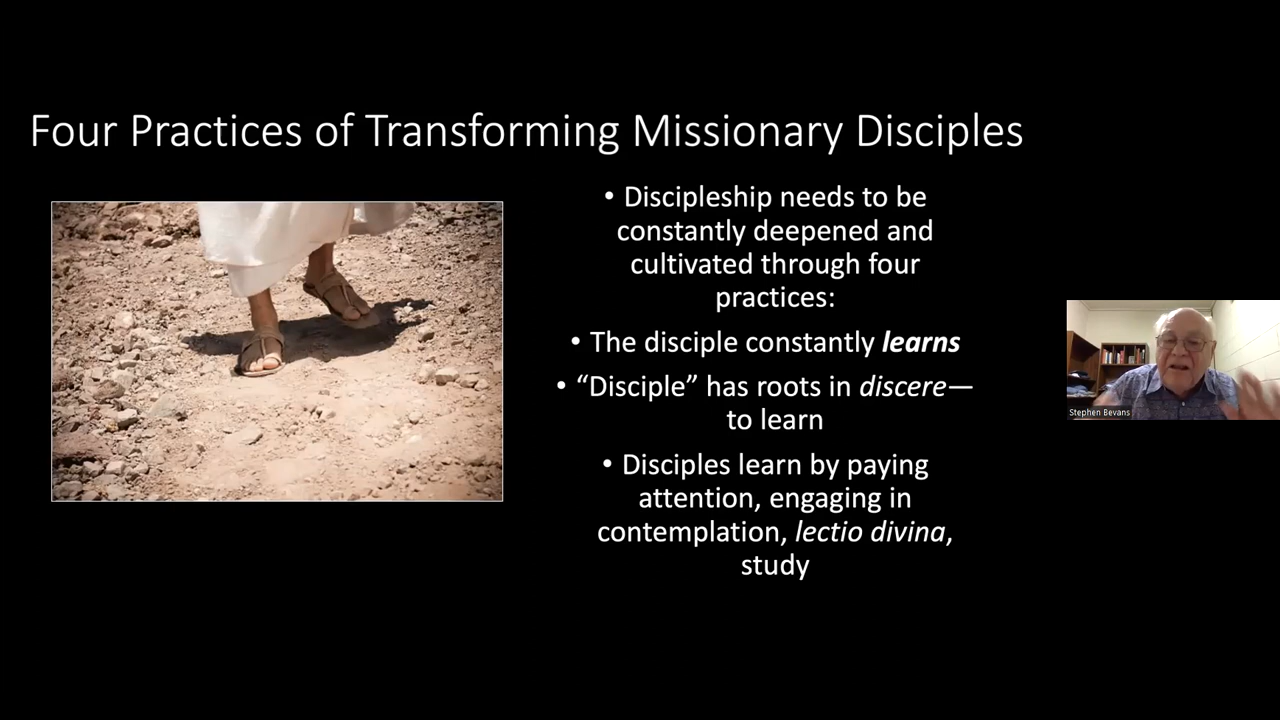 Four Practices of Transforming Missionary Disciples
• Discipleship needs to be
constantly deepened and
cultivated through four
practices:
• The disciple constantly learns
• “Disciple” has roots in discere—
to learn
• Disciples learn by paying
attention, engaging in
contemplation, lectio divina,
study
Stephen Bevans